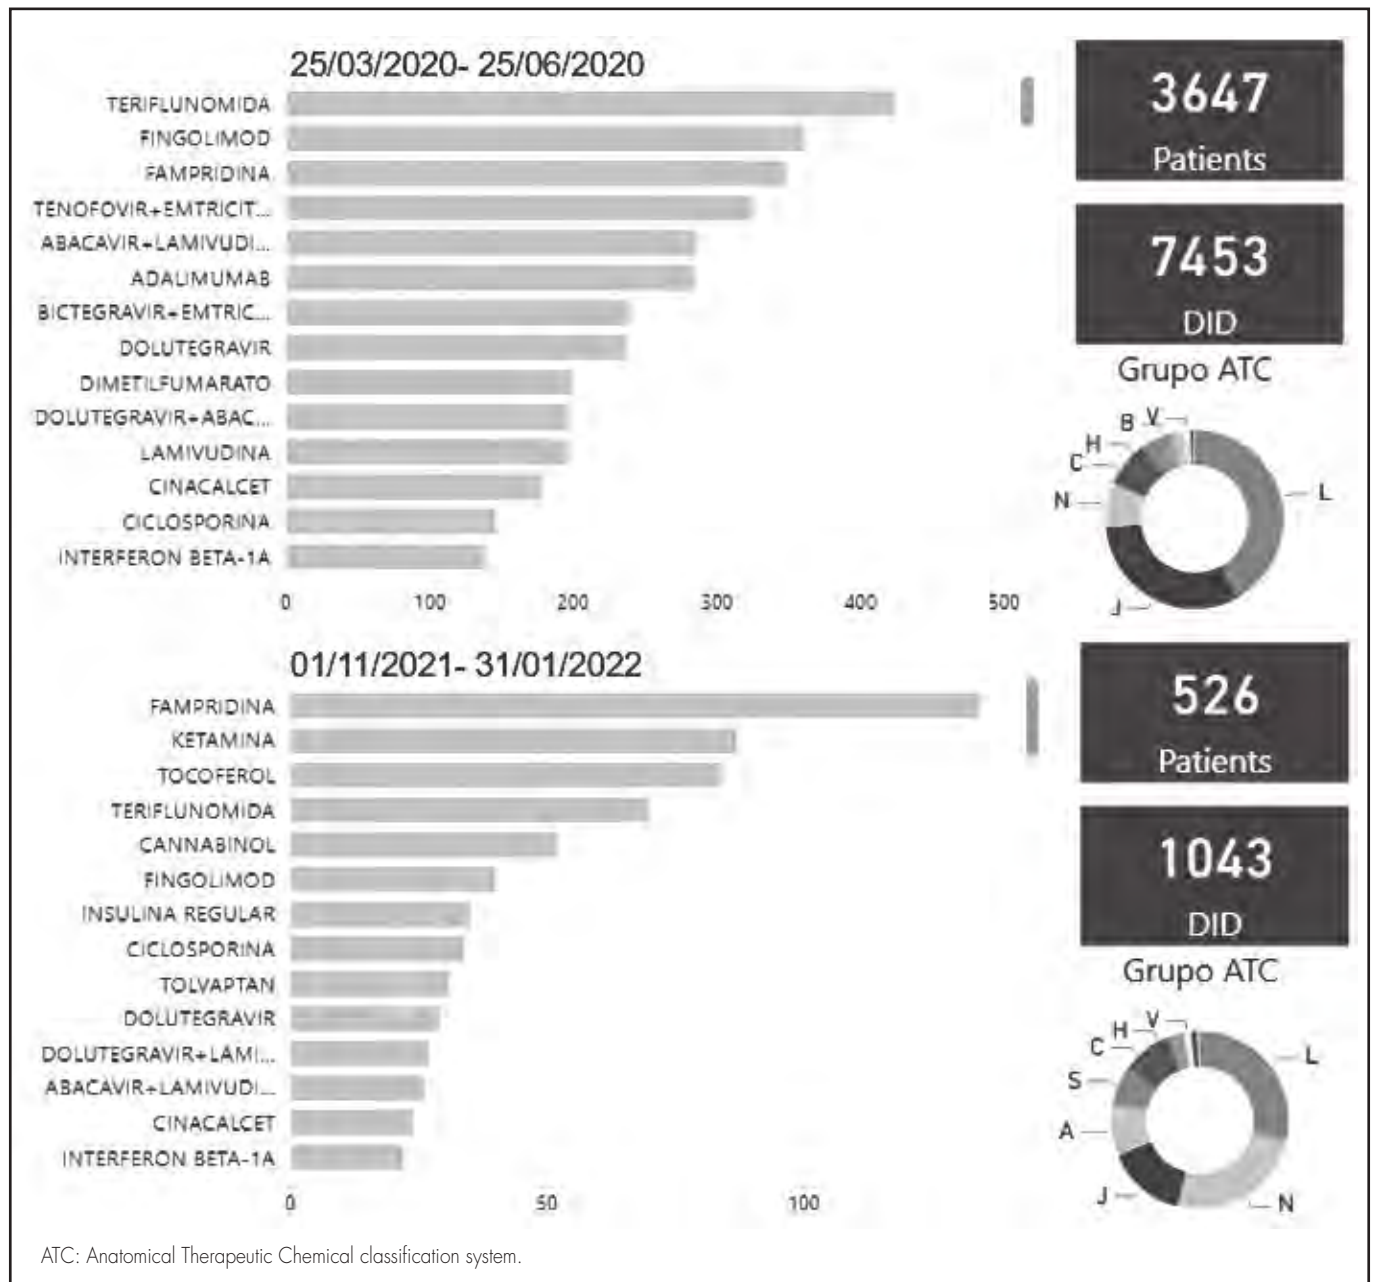 25/03/2020- 25/06/2020
TERIFLUNOMIDA
FINGOLIMOD
FAMPRIDINA
TENOFOVIR+EMTRICIT...
ABACAVIR+LAMIVUDI...
ADALIMUMAB
BICTEGRAVIR+EMTRIC...
DOLUTEGRAVIR
DIMETILFUMARATO
DOLUTEGRAVIR+ABAC...
LAMIVUDINA
CINACALCET
CICLOSPORINA
INTERFERON BETA-1A
0 100 200 300 400 500
3647
Patients
7453
DID
Grupo ATC
B V
H
C
N
L
J
01/11/2021- 31/01/2022
FAMPRIDINA
KETAMINA
TOCOFEROL
TERIFLUNOMIDA
CANNABINOL
FINGOLIMOD
INSULINA REGULAR
CICLOSPORINA
TOLVAPTAN
DOLUTEGRAVIR
DOLUTEGRAVIR+LAMI...
ABACAVIR+LAMIVUDI...
CINACALCET
INTERFERON BETA-1A
0 50 100
526
Patients
1043
DID
Grupo ATC
H V
C
L
S
A
J
N
ATC: Anatomical Therapeutic Chemical classification system.